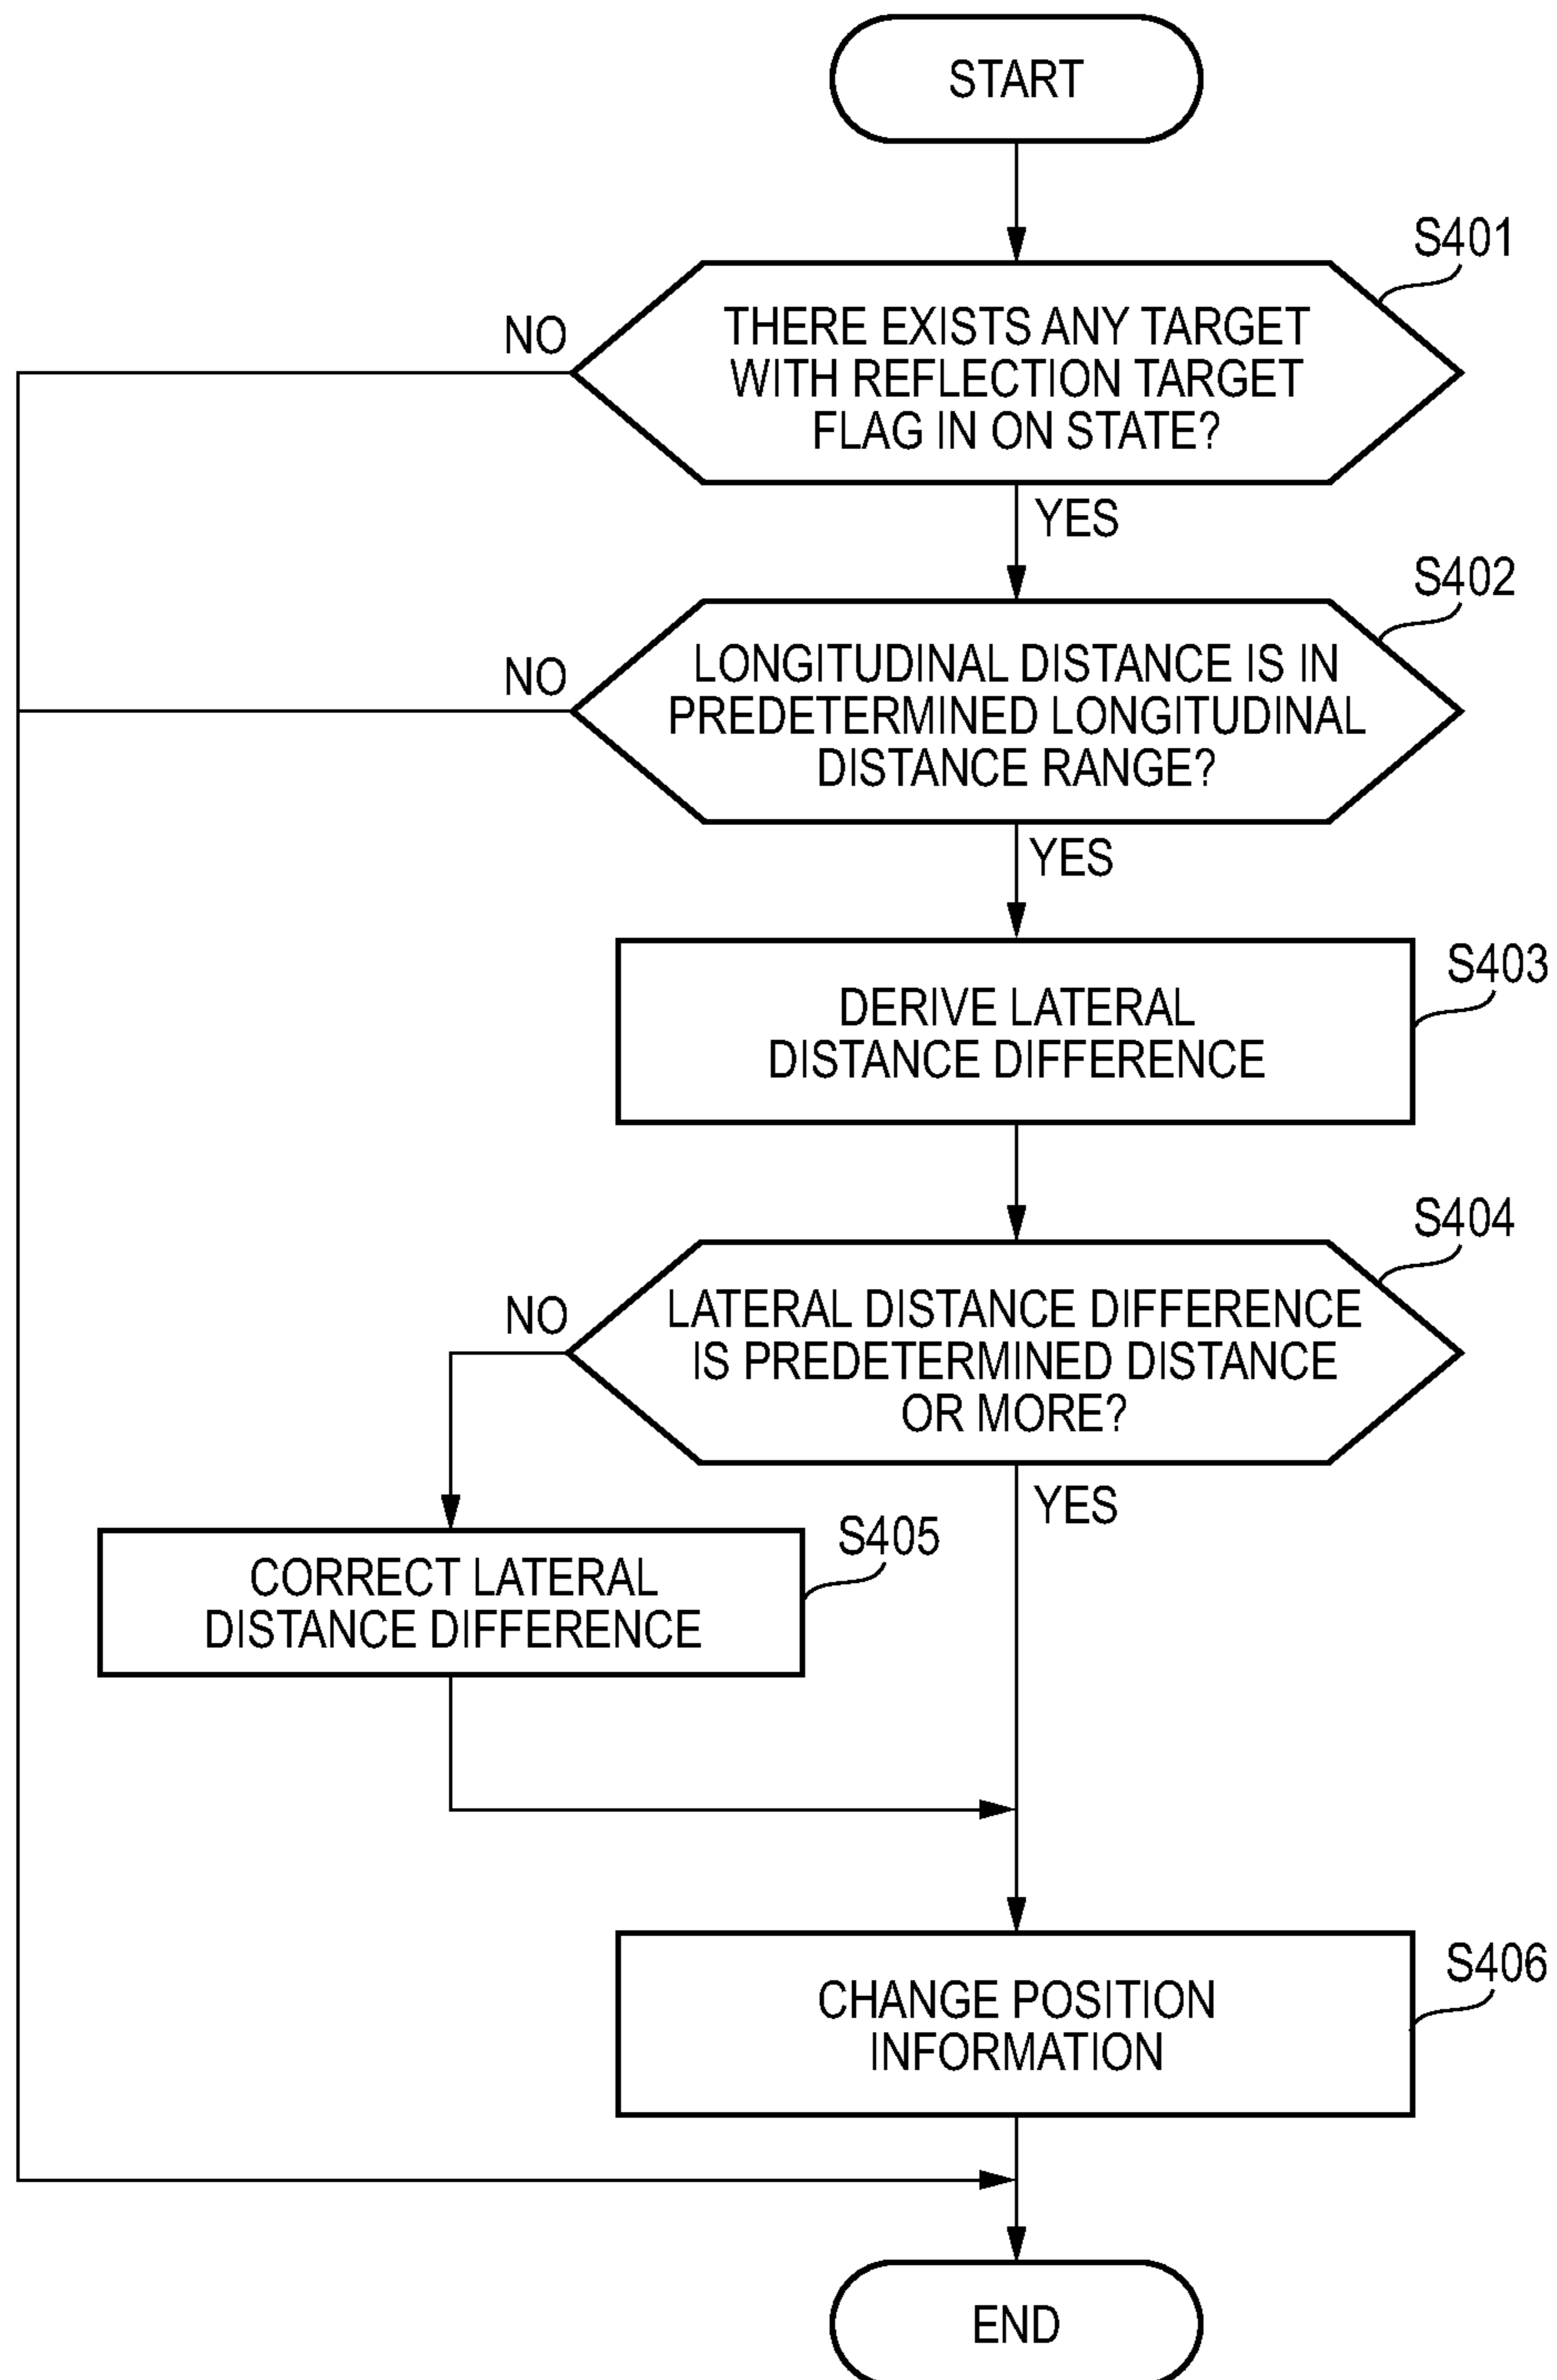 START
S401
NO
THERE EXISTS ANY TARGET
WITH REFLECTION TARGET
FLAG IN ON STATE?
YES
S402
NO
LONGITUDINAL DISTANCE IS IN
PREDETERMINED LONGITUDINAL
DISTANCE RANGE?
YES
S403
DERIVE LATERAL
DISTANCE DIFFERENCE
S404
NO
LATERAL DISTANCE DIFFERENCE
IS PREDETERMINED DISTANCE
OR MORE?
YES
S405
CORRECT LATERAL
DISTANCE DIFFERENCE
S406
CHANGE POSITION
INFORMATION
END